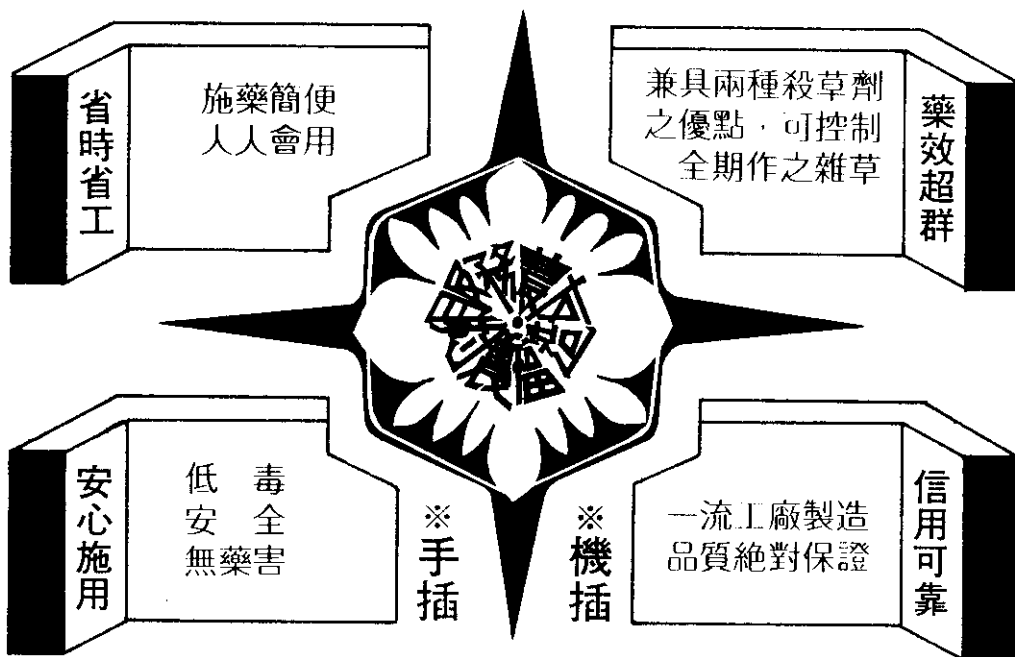 省時省工
施藥簡便
人人會用
兼具兩種殺草劑
之優點，可控制
全期作之雜草
藥效超群
安心施用
低毒
安全
無藥害
※手插
※機插
一流工廠製造
品質絕對保證
信用可靠